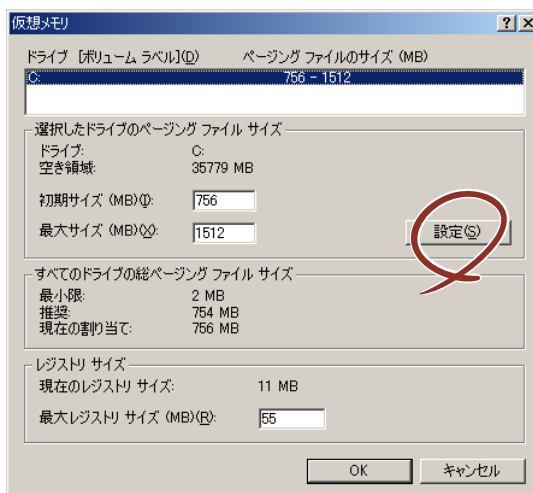 仮想メモリ
ドライブ [ボリューム ラベル](D) ページング ファイルのサイズ (MB)
C: 756 - 1512
選択したドライブのページング ファイル サイズ
ドライブ: C:
空き領域: 35779 MB
初期サイズ (MB)(I): 756
最大サイズ (MB)(X): 1512
設定(S)
すべてのドライブの総ページング ファイル サイズ
最小限: 2 MB
推奨: 754 MB
現在の割り当て: 756 MB
レジストリ サイズ
現在のレジストリ サイズ: 11 MB
最大レジストリ サイズ (MB)(R): 55
OK キャンセル